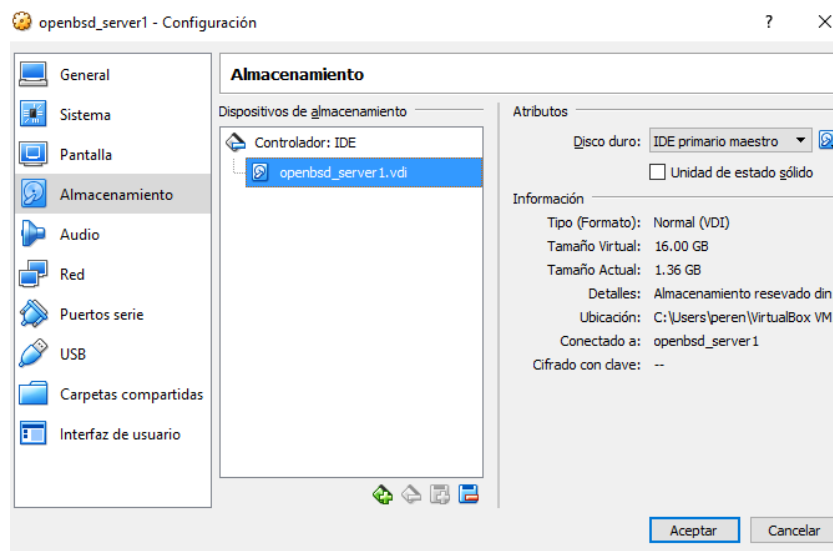 openbsd_server1 - Configuración
General
Sistema
Pantalla
Almacenamiento
Audio
Red
Puertos serie
USB
Carpetas compartidas
Interfaz de usuario
Almacenamiento
Dispositivos de almacenamiento
Controlador: IDE
openbsd_server1.vdi
Atributos
Disco duro: IDE primario maestro
Unidad de estado sólido
Información
Tipo (Formato): Normal (VDI)
Tamaño Virtual: 16.00 GB
Tamaño Actual: 1.36 GB
Detalles: Almacenamiento resevado din
Ubicación: C:\Users\peren\VirtualBox VM
Conectado a: openbsd_server1
Cifrado con clave: --
Aceptar Cancelar